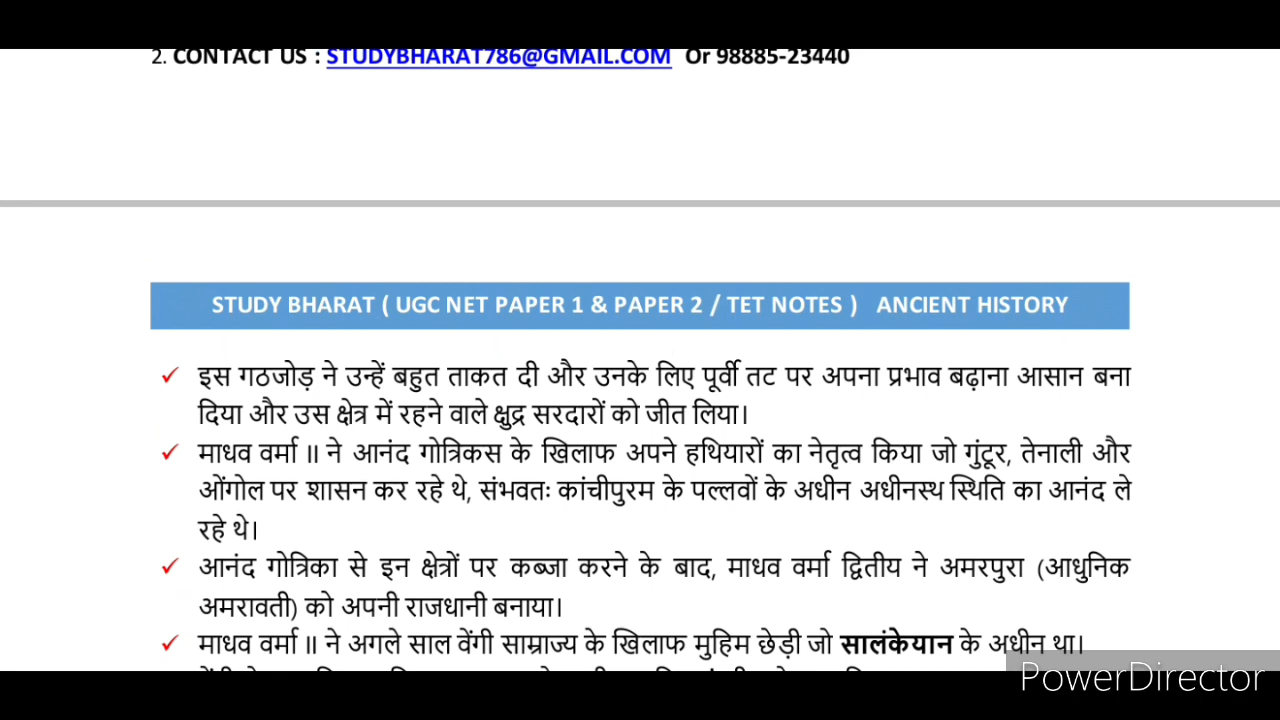 2. CONTACT US : STUDYBHARAT786@GMAIL.COM Or 98885-23440
STUDY BHARAT ( UGC NET PAPER 1 & PAPER 2 / TET NOTES ) ANCIENT HISTORY
✓ इस गठजोड़ ने उन्हें बहुत ताकत दी और उनके लिए पूर्वी तट पर अपना प्रभाव बढ़ाना आसान बना
दिया और उस क्षेत्र में रहने वाले क्षुद्र सरदारों को जीत लिया।
✓ माधव वर्मा II ने आनंद गोत्रिकस के खिलाफ अपने हथियारों का नेतृत्व किया जो गुंटूर, तेनाली और
ओंगोल पर शासन कर रहे थे, संभवतः कांचीपुरम के पल्लवों के अधीन अधीनस्थ स्थिति का आनंद ले
रहे थे।
✓ आनंद गोत्रिका से इन क्षेत्रों पर कब्जा करने के बाद, माधव वर्मा द्वितीय ने अमरपुरा (आधुनिक
अमरावती) को अपनी राजधानी बनाया।
✓ माधव वर्मा II ने अगले साल वेंगी साम्राज्य के खिलाफ मुहिम छेड़ी जो सालंकेयान के अधीन था।
PowerDirector